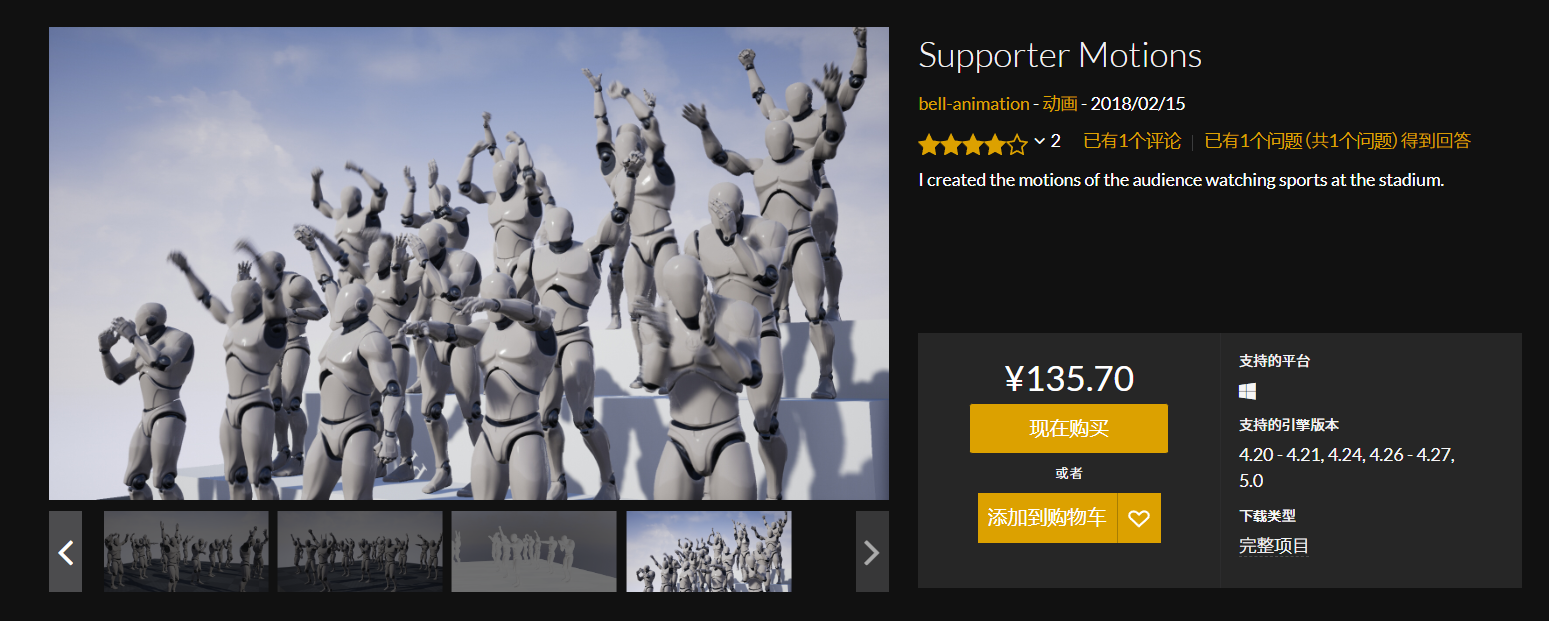 Supporter Motions
bell-animation - 动画 - 2018/02/15
2 已有1个评论 | 已有1个问题 (共1个问题) 得到回答
I created the motions of the audience watching sports at the stadium.
¥135.70
现在购买
或者
添加到购物车
支持的平台
支持的引擎版本
4.20 - 4.21, 4.24, 4.26 - 4.27,
5.0
下载类型
完整项目